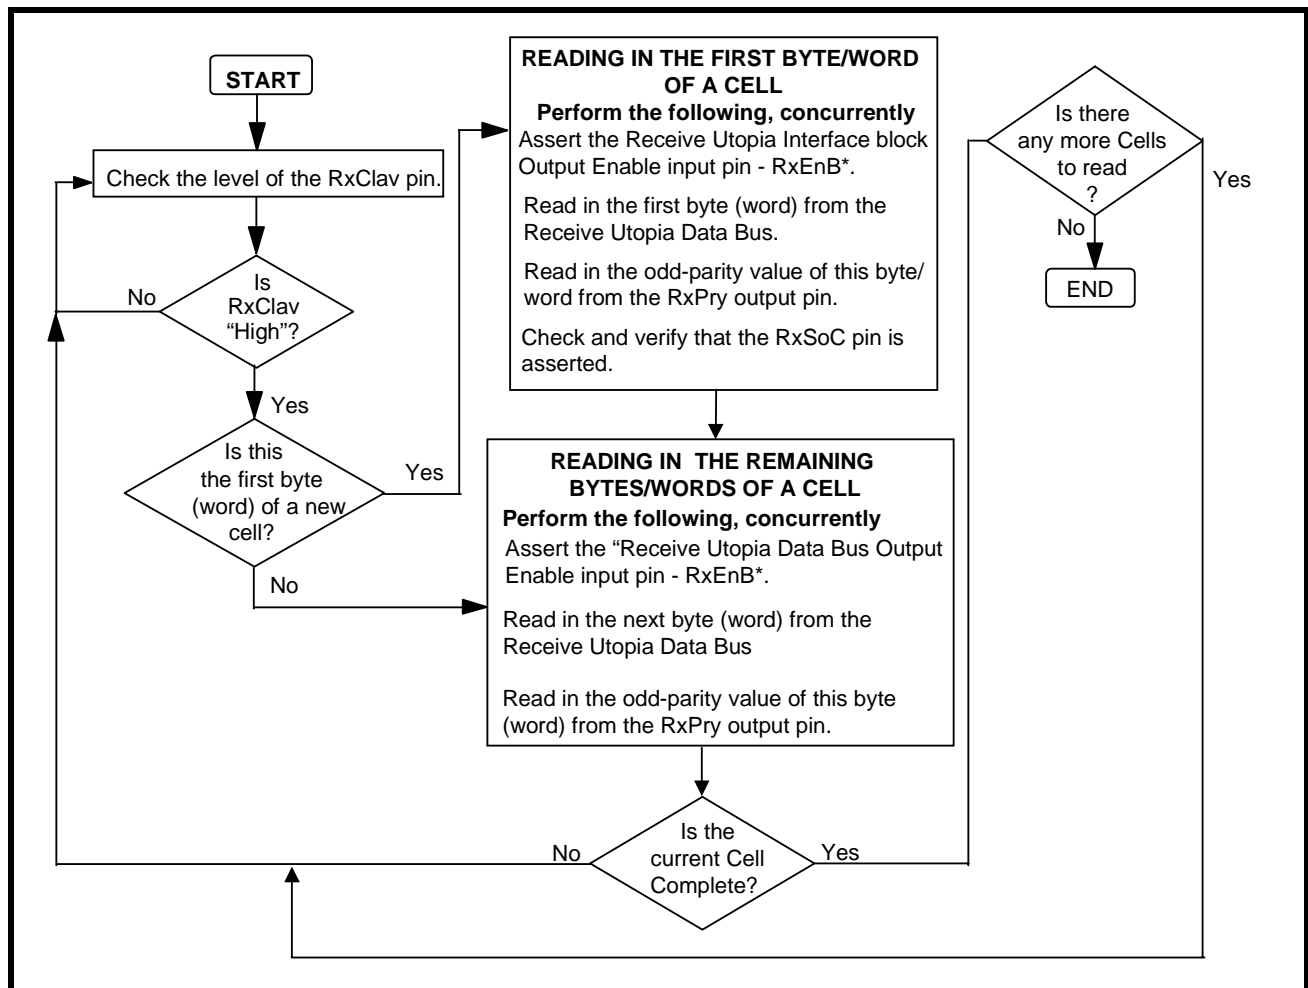 START
Check the level of the RxClav pin.
Is
RxClav
“High”?
No
Yes
Is this
the first byte
(word) of a new
cell?
Yes
No
READING IN THE FIRST BYTE/WORD
OF A CELL
Perform the following, concurrently
Assert the Receive Utopia Interface block
Output Enable input pin - RxEnB*.
Read in the first byte (word) from the
Receive Utopia Data Bus.
Read in the odd-parity value of this byte/
word from the RxPry output pin.
Check and verify that the RxSoC pin is
asserted.
READING IN THE REMAINING
BYTES/WORDS OF A CELL
Perform the following, concurrently
Assert the “Receive Utopia Data Bus Output
Enable input pin - RxEnB*.
Read in the next byte (word) from the
Receive Utopia Data Bus
Read in the odd-parity value of this byte
(word) from the RxPry output pin.
Is the
current Cell
Complete?
No
Yes
Is there
any more Cells
to read
?
Yes
No
END